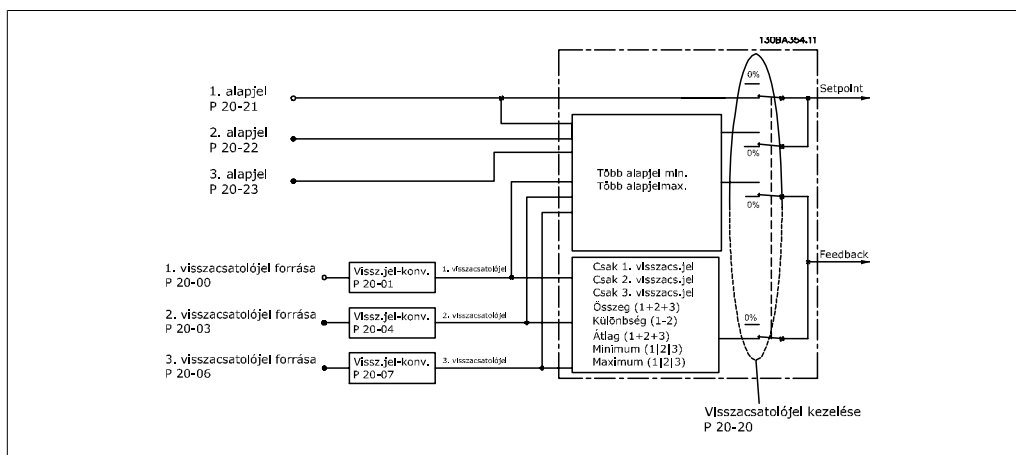 130BA354.11
1. alapjel
P 20-21
0%
Setpoint
2. alapjel
P 20-22
0%
3. alapjel
P 20-23
Több alapjel min.
Több alapjelmax.
0%
Feedback
1. visszacsatolójel forrása
P 20-00
Vissz.jel-konv.
P 20-01
1. visszacsatolójel
2. visszacsatolójel forrása
P 20-03
Vissz.jel-konv.
P 20-04
2. visszacsatolójel
3. visszacsatolójel forrása
P 20-06
Vissz.jel-konv.
P 20-07
3. visszacsatolójel
Csak 1. visszacs.jel
Csak 2. visszacs.jel
Csak 3. visszacs.jel
Összeg (1+2+3)
Különbség (1-2)
Átlag (1+2+3)
Minimum (1|2|3)
Maximum (1|2|3)
0%
Visszacsatolójel kezelése
P 20-20